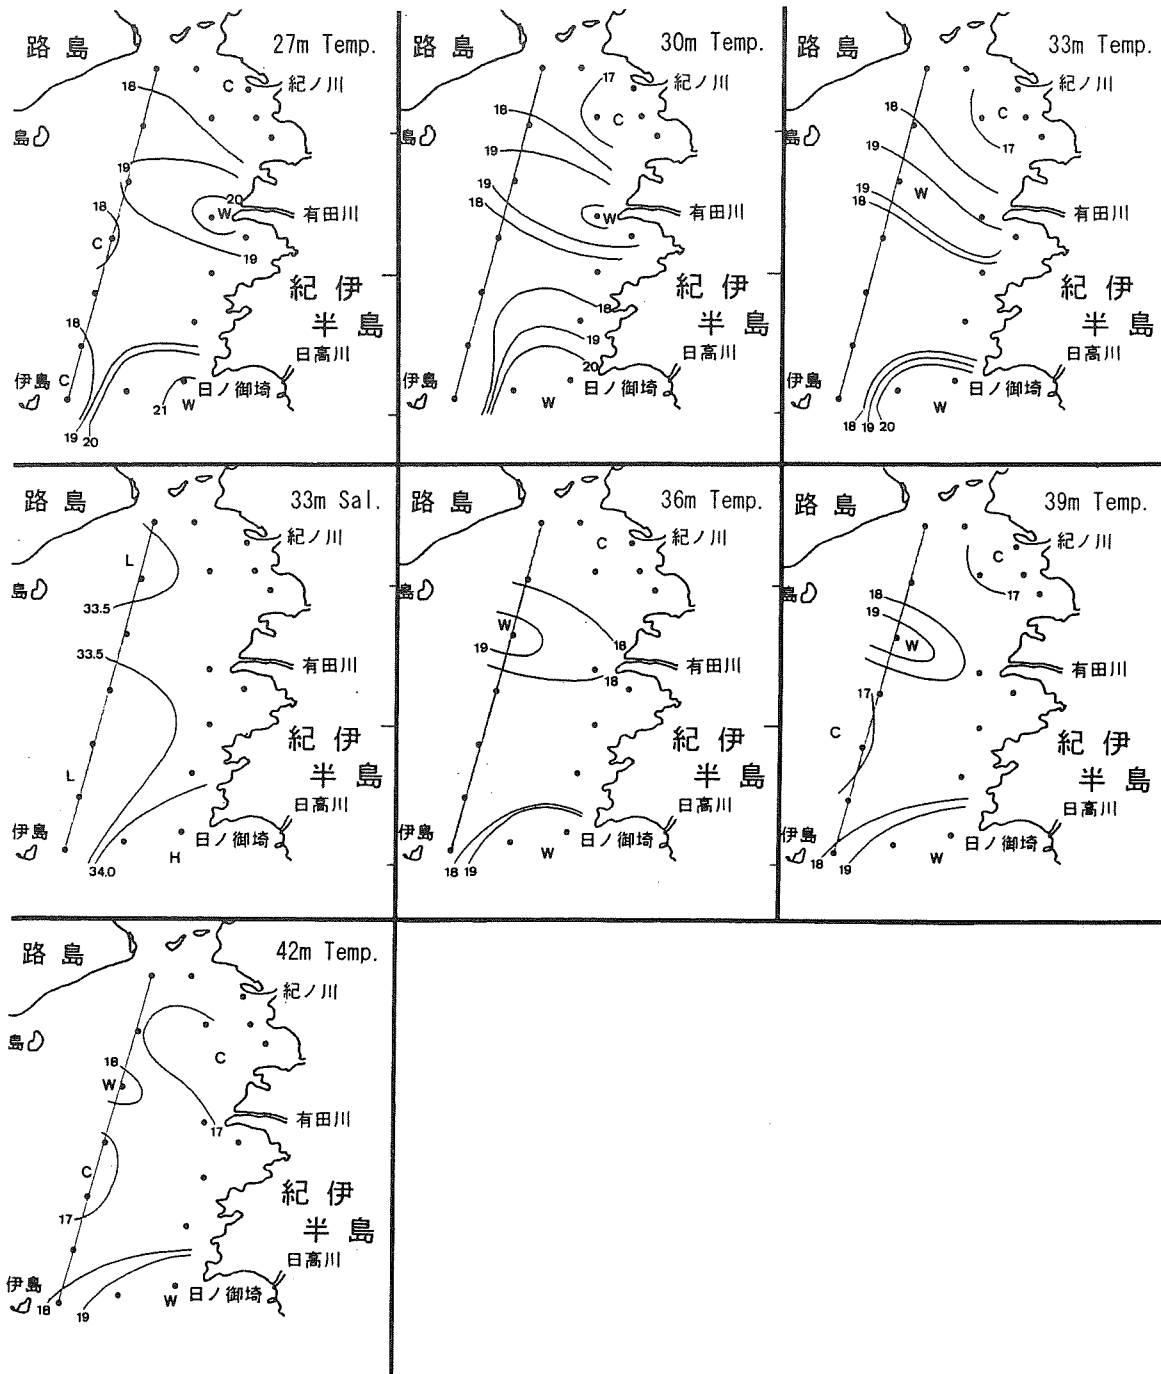 路島
27m Temp.
C
紀ノ川
18
島
19
20
18
W
有田川
C
19
紀伊
半島
18
日高川
伊島
C
日ノ御埼
21
W
19
20
路島
30m Temp.
17
紀ノ川
18
C
島
19
19
18
W
有田川
紀伊
18
半島
19
日高川
20
伊島
日ノ御埼
W
路島
33m Temp.
紀ノ川
18
C
島
19
17
W
19
18
有田川
紀伊
半島
日高川
伊島
日ノ御埼
W
18
19
20
路島
33m Sal.
紀ノ川
L
島
33.5
33.5
有田川
紀伊
L
半島
日高川
伊島
日ノ御埼
H
34.0
路島
36m Temp.
C
紀ノ川
島
W
19
18
有田川
18
紀伊
半島
日高川
伊島
日ノ御埼
W
18
19
路島
39m Temp.
C
紀ノ川
島
18
17
19
W
有田川
17
C
紀伊
半島
日高川
伊島
日ノ御埼
18
19
W
路島
42m Temp.
紀ノ川
島
C
18
W
有田川
17
C
紀伊
17
半島
日高川
伊島
日ノ御埼
18
19
W